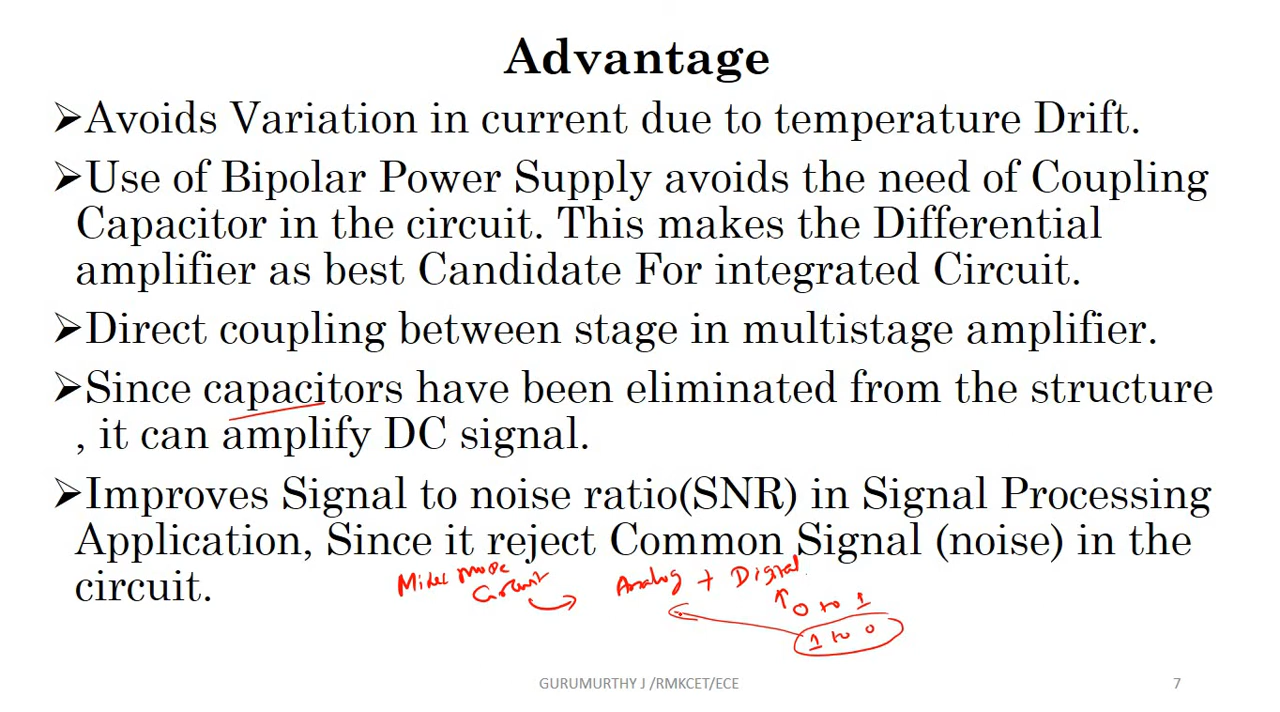 Advantage
➢Avoids Variation in current due to temperature Drift.
➢Use of Bipolar Power Supply avoids the need of Coupling
Capacitor in the circuit. This makes the Differential
amplifier as best Candidate For integrated Circuit.
➢Direct coupling between stage in multistage amplifier.
➢Since capacitors have been eliminated from the structure
, it can amplify DC signal.
➢Improves Signal to noise ratio(SNR) in Signal Processing
Application, Since it reject Common Signal (noise) in the
circuit.
mode
Circuit
Analog + Digital
0 to 1
1 to 0
GURUMURTHY J /RMKCET/ECE
7